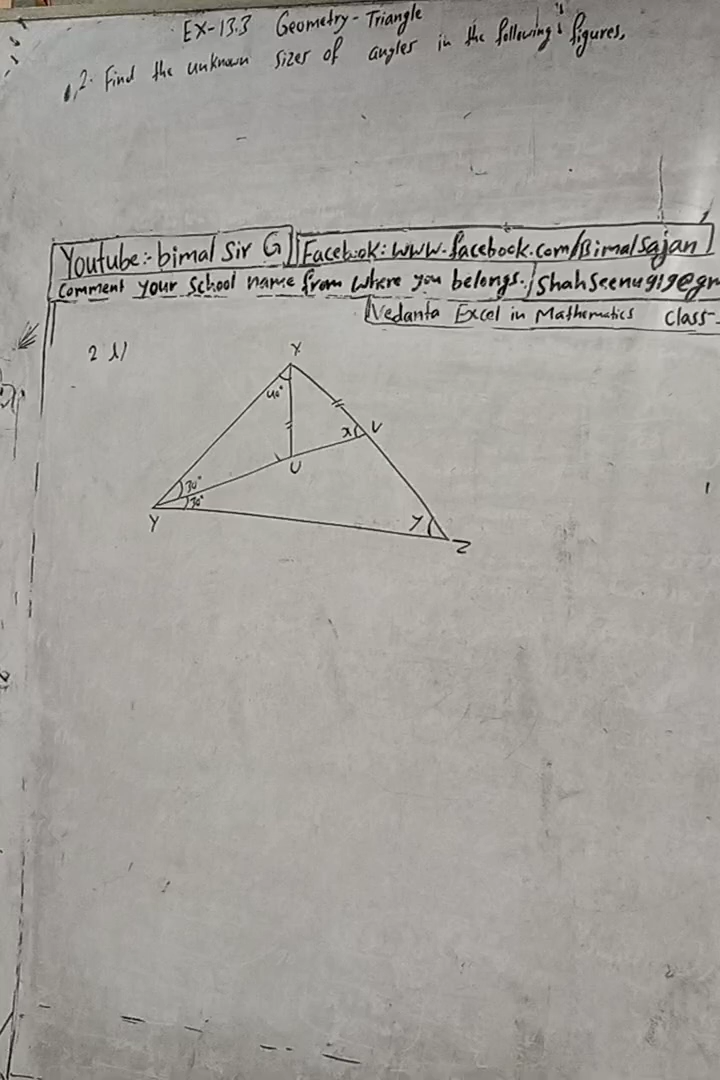 EX-13.3 Geometry-Triangle
2. Find the unknown sizes of angles in the following figures,
Youtube:- bimal Sir G
Facebook: www.facebook.com/Bimalsajan
Comment your School name from where you belongs. / Shahseenu919@gm
Vedanta Excel in Mathematics Class-
2 l)
X
40°
x V
U
30°
30°
Y
y
Z